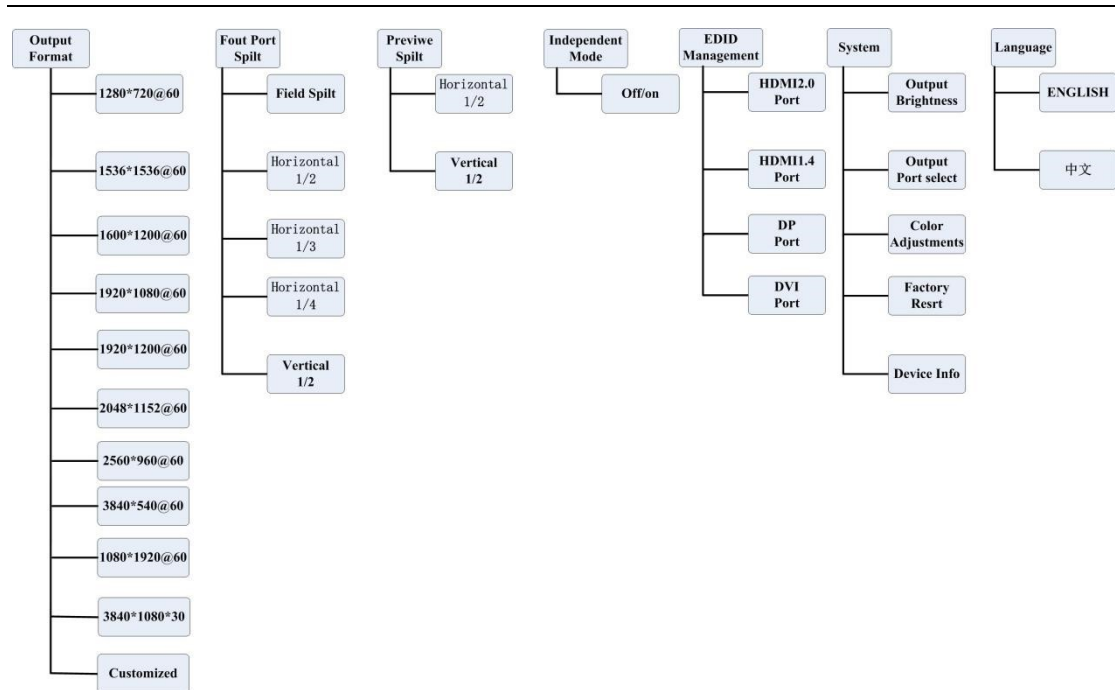 Output
Format
1280*720@60
1536*1536@60
1600*1200@60
1920*1080@60
1920*1200@60
2048*1152@60
2560*960@60
3840*540@60
1080*1920@60
3840*1080*30
Customized
Fout Port
Spilt
Field Spilt
Horizontal
1/2
Horizontal
1/3
Horizontal
1/4
Vertical
1/2
Previwe
Spilt
Horizontal
1/2
Vertical
1/2
Independent
Mode
Off/on
EDID
Management
HDMI2.0
Port
HDMI1.4
Port
DP
Port
DVI
Port
System
Output
Brightness
Output
Port select
Color
Adjustments
Factory
Resrt
Device Info
Language
ENGLISH
中文